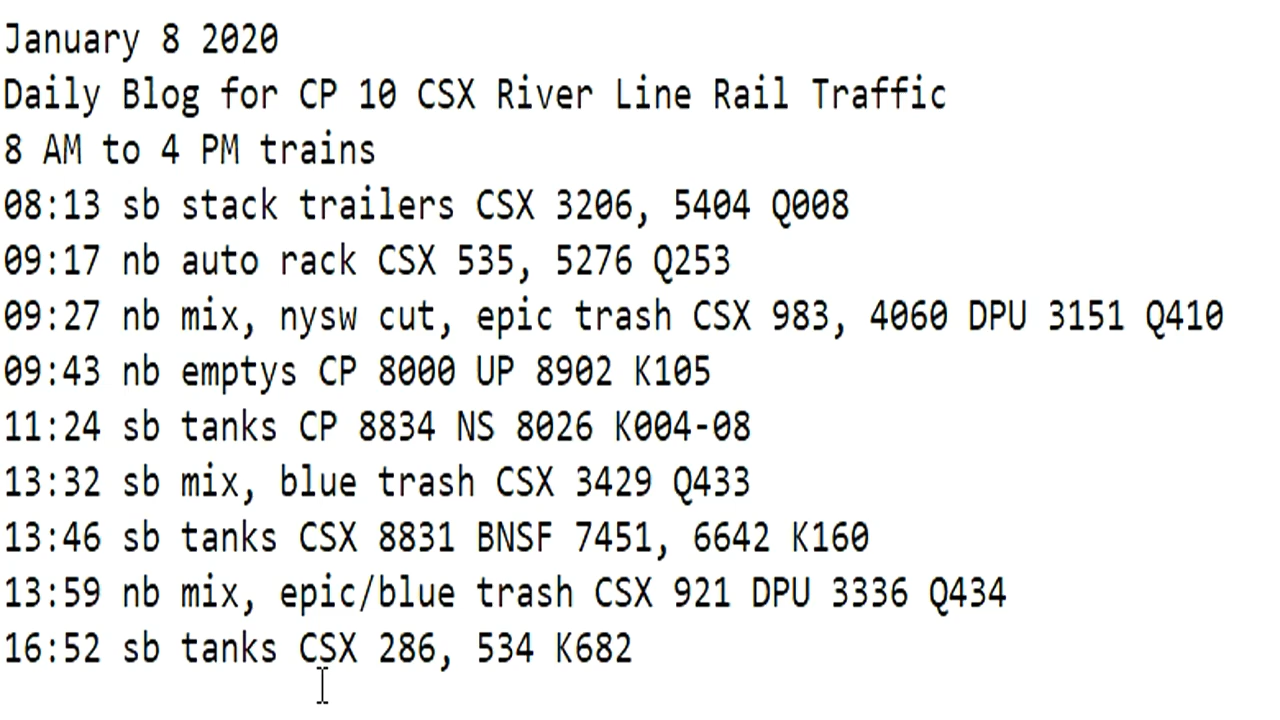 January 8 2020
Daily Blog for CP 10 CSX River Line Rail Traffic
8 AM to 4 PM trains
08:13 sb stack trailers CSX 3206, 5404 Q008
09:17 nb auto rack CSX 535, 5276 Q253
09:27 nb mix, nysw cut, epic trash CSX 983, 4060 DPU 3151 Q410
09:43 nb emptys CP 8000 UP 8902 K105
11:24 sb tanks CP 8834 NS 8026 K004-08
13:32 sb mix, blue trash CSX 3429 Q433
13:46 sb tanks CSX 8831 BNSF 7451, 6642 K160
13:59 nb mix, epic/blue trash CSX 921 DPU 3336 Q434
16:52 sb tanks CSX 286, 534 K682